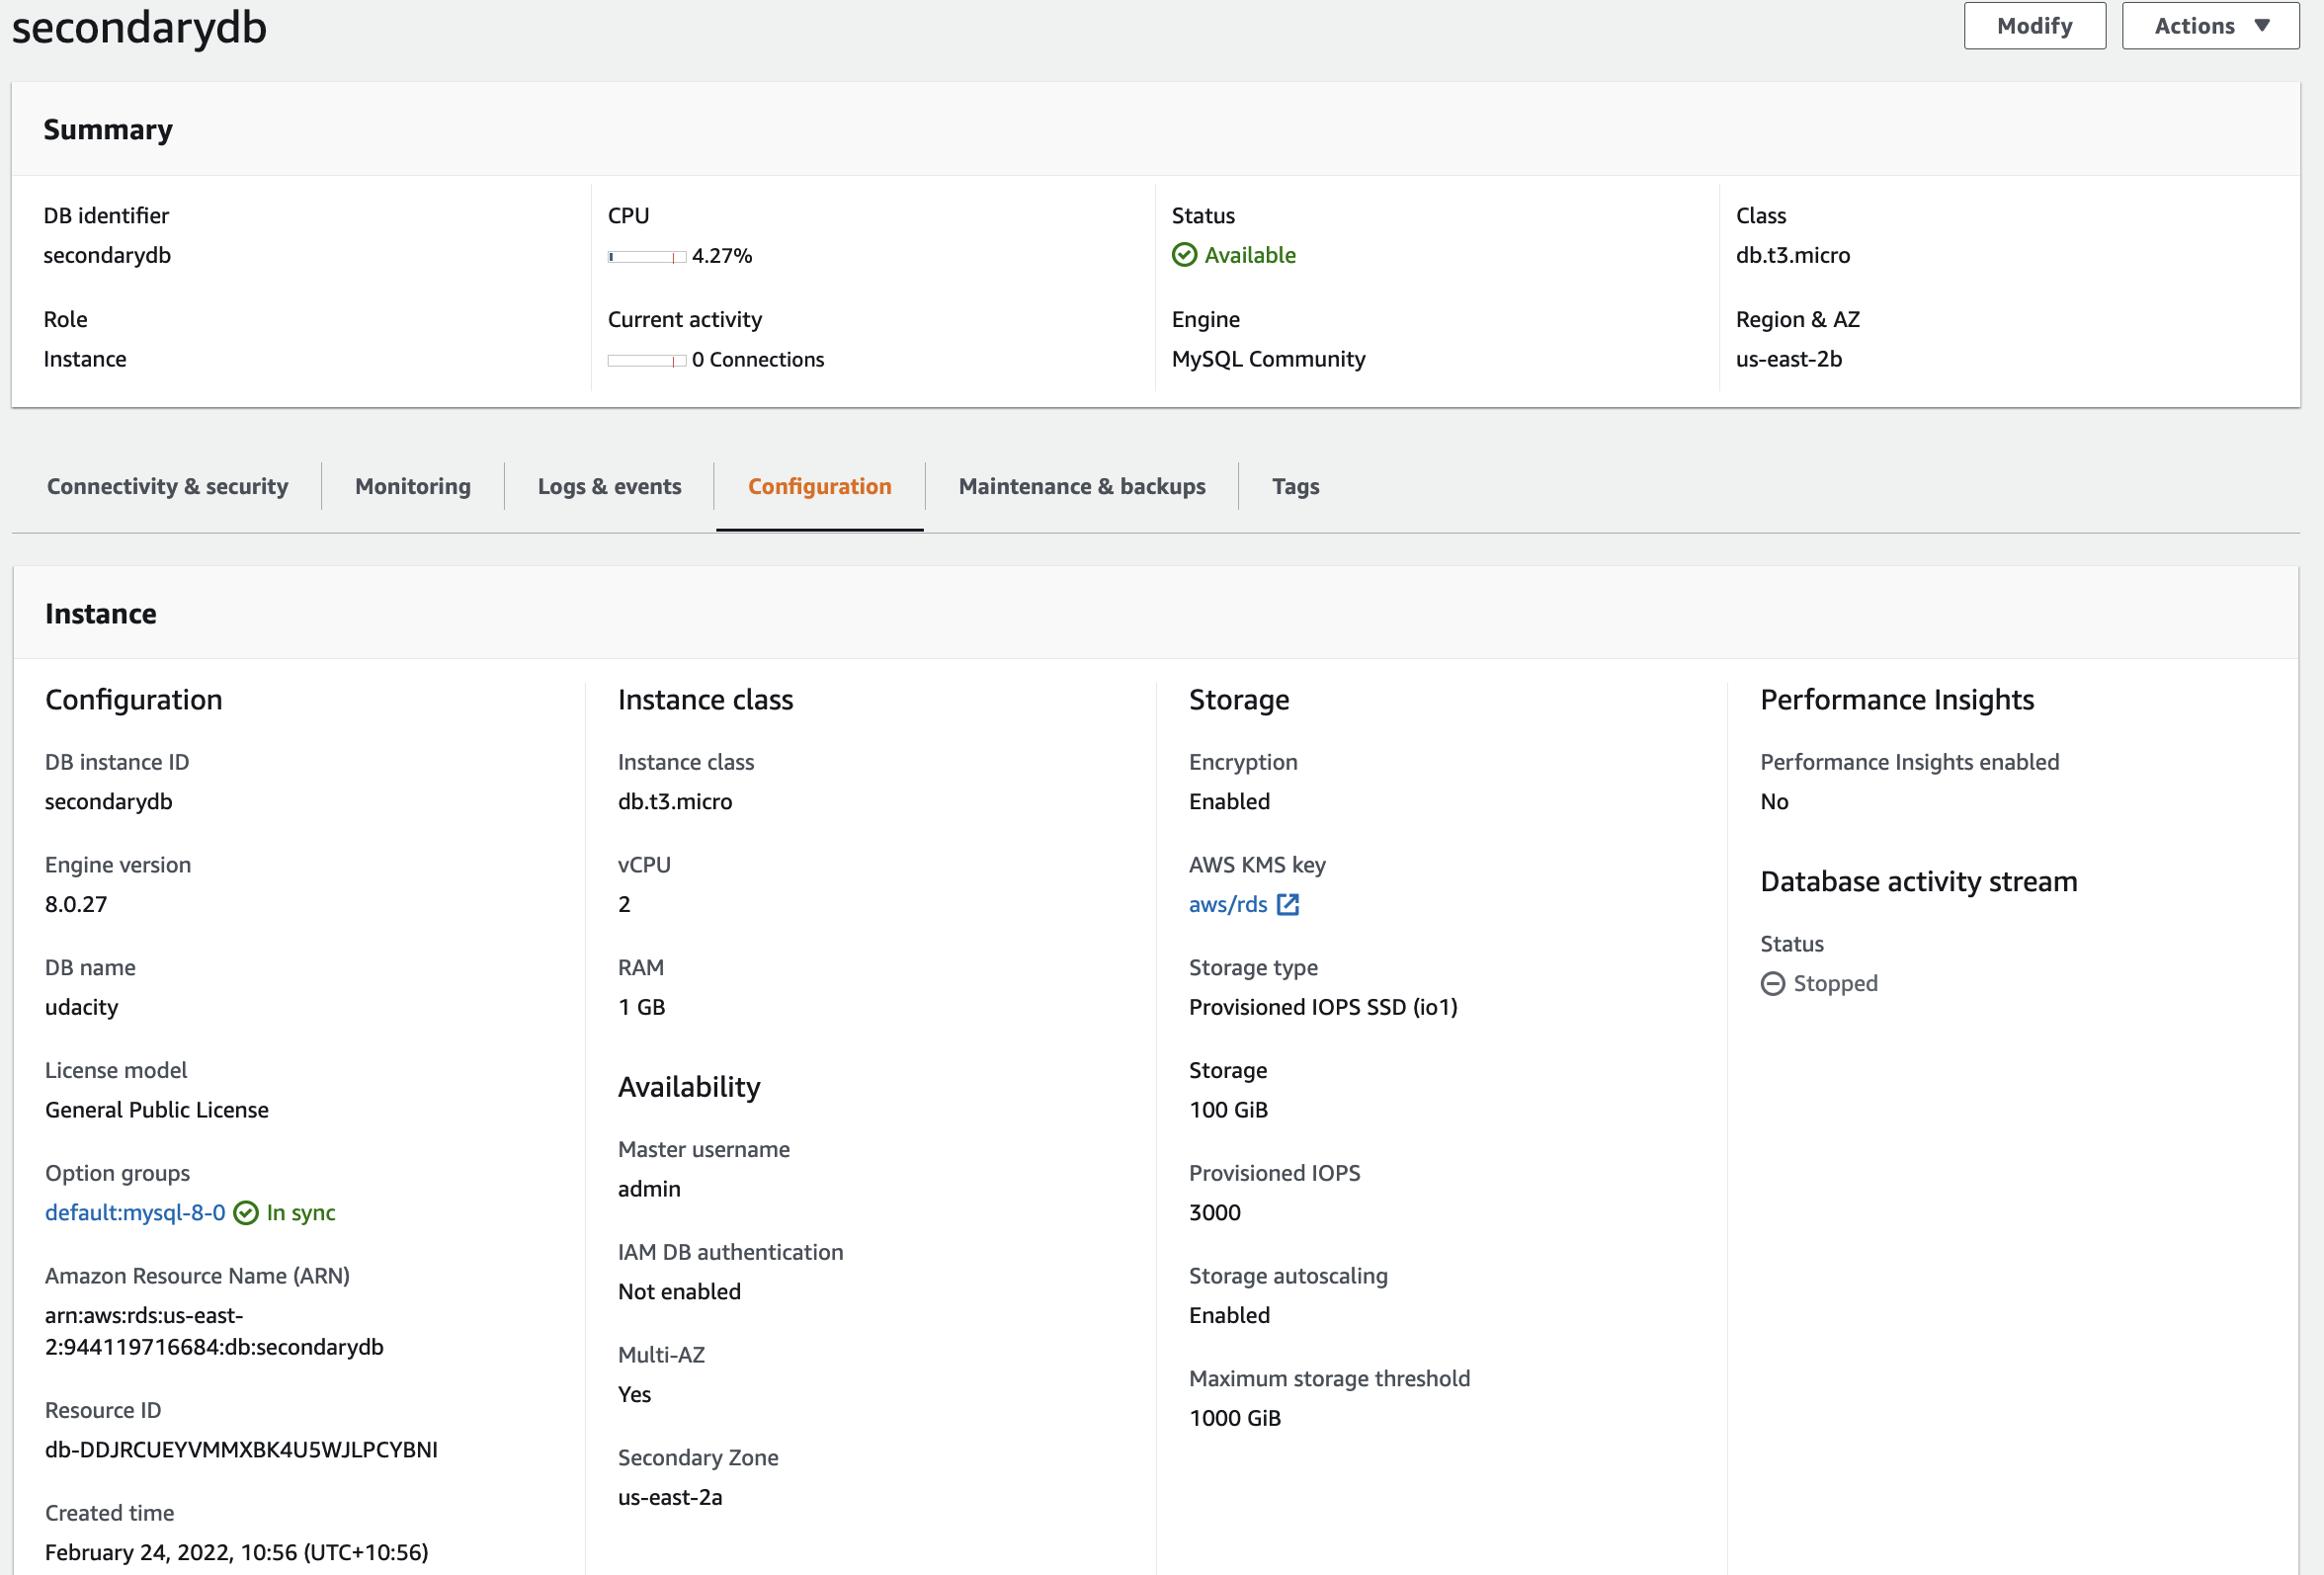 secondarydb
Modify
Actions
Summary
DB identifier
secondarydb
CPU
4.27%
Status
Available
Class
db.t3.micro
Role
Instance
Current activity
0 Connections
Engine
MySQL Community
Region & AZ
us-east-2b
Connectivity & security
Monitoring
Logs & events
Configuration
Maintenance & backups
Tags
Instance
Configuration
DB instance ID
secondarydb
Engine version
8.0.27
DB name
udacity
License model
General Public License
Option groups
default:mysql-8-0 In sync
Amazon Resource Name (ARN)
arn:aws:rds:us-east-
2:944119716684:db:secondarydb
Resource ID
db-DDJRCUEYVMMXBK4U5WJLPCYBNI
Created time
February 24, 2022, 10:56 (UTC+10:56)
Instance class
Instance class
db.t3.micro
vCPU
2
RAM
1 GB
Availability
Master username
admin
IAM DB authentication
Not enabled
Multi-AZ
Yes
Secondary Zone
us-east-2a
Storage
Encryption
Enabled
AWS KMS key
aws/rds
Storage type
Provisioned IOPS SSD (io1)
Storage
100 GiB
Provisioned IOPS
3000
Storage autoscaling
Enabled
Maximum storage threshold
1000 GiB
Performance Insights
Performance Insights enabled
No
Database activity stream
Status
Stopped